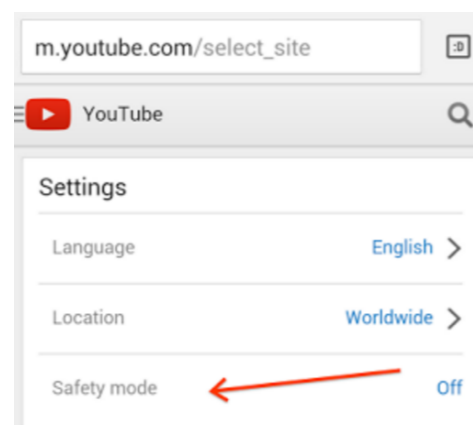 m.youtube.com/select_site
:D
YouTube
Settings
Language English
Location Worldwide
Safety mode Off